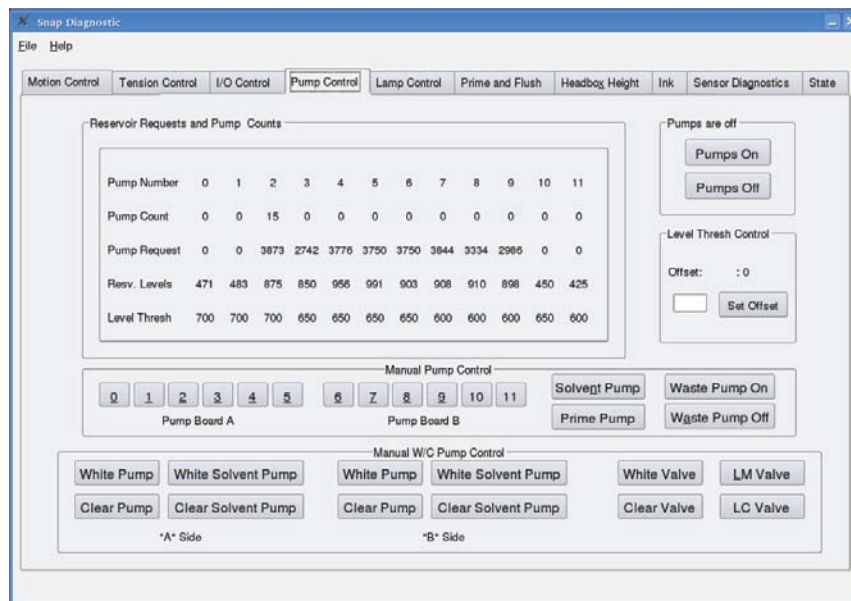 Snap Diagnostic
File Help
Motion Control Tension Control I/O Control Pump Control Lamp Control Prime and Flush Headbox Height Ink Sensor Diagnostics State
Reservoir Requests and Pump Counts
Pump Number 0 1 2 3 4 5 6 7 8 9 10 11
Pump Count 0 0 15 0 0 0 0 0 0 0 0 0
Pump Request 0 0 3873 2742 3776 3750 3750 3844 3334 2986 0 0
Resv. Levels 471 483 875 850 956 991 903 908 910 898 450 425
Level Thresh 700 700 700 650 650 650 650 600 600 600 650 600
Pumps are off
Pumps On
Pumps Off
Level Thresh Control
Offset: : 0
Set Offset
Manual Pump Control
0 1 2 3 4 5 6 7 8 9 10 11
Pump Board A Pump Board B
Solvent Pump Waste Pump On
Prime Pump Waste Pump Off
Manual W/C Pump Control
White Pump White Solvent Pump White Pump White Solvent Pump White Valve LM Valve
Clear Pump Clear Solvent Pump Clear Pump Clear Solvent Pump Clear Valve LC Valve
"A" Side "B" Side